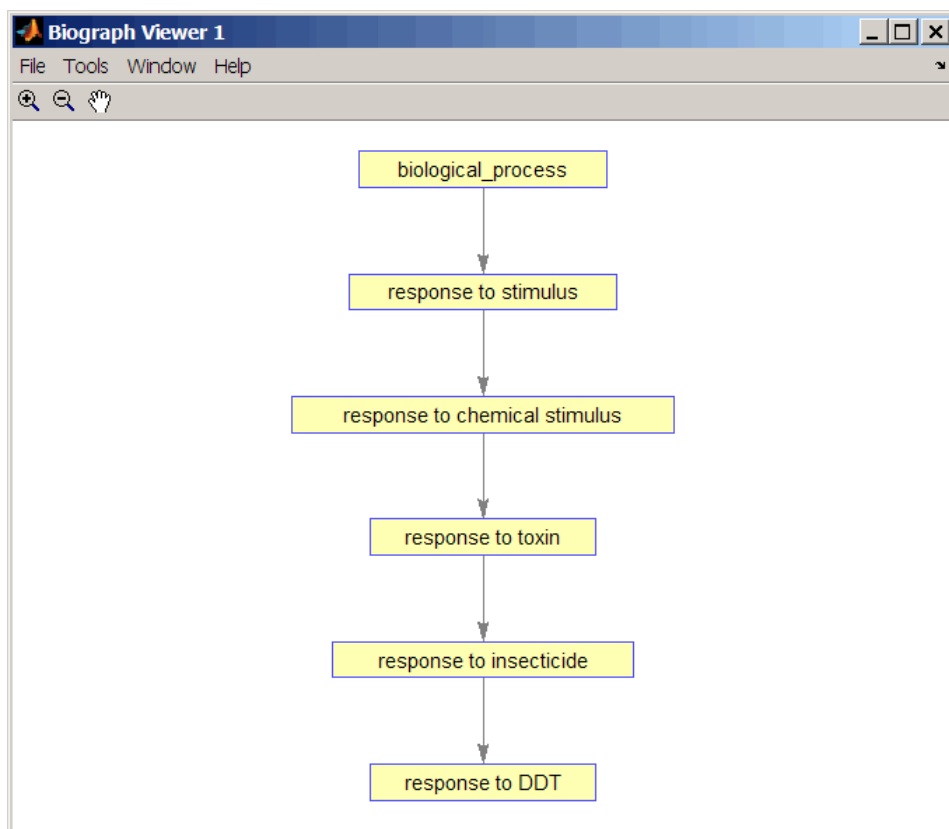 Biograph Viewer 1
File Tools Window Help
biological_process
response to stimulus
response to chemical stimulus
response to toxin
response to insecticide
response to DDT